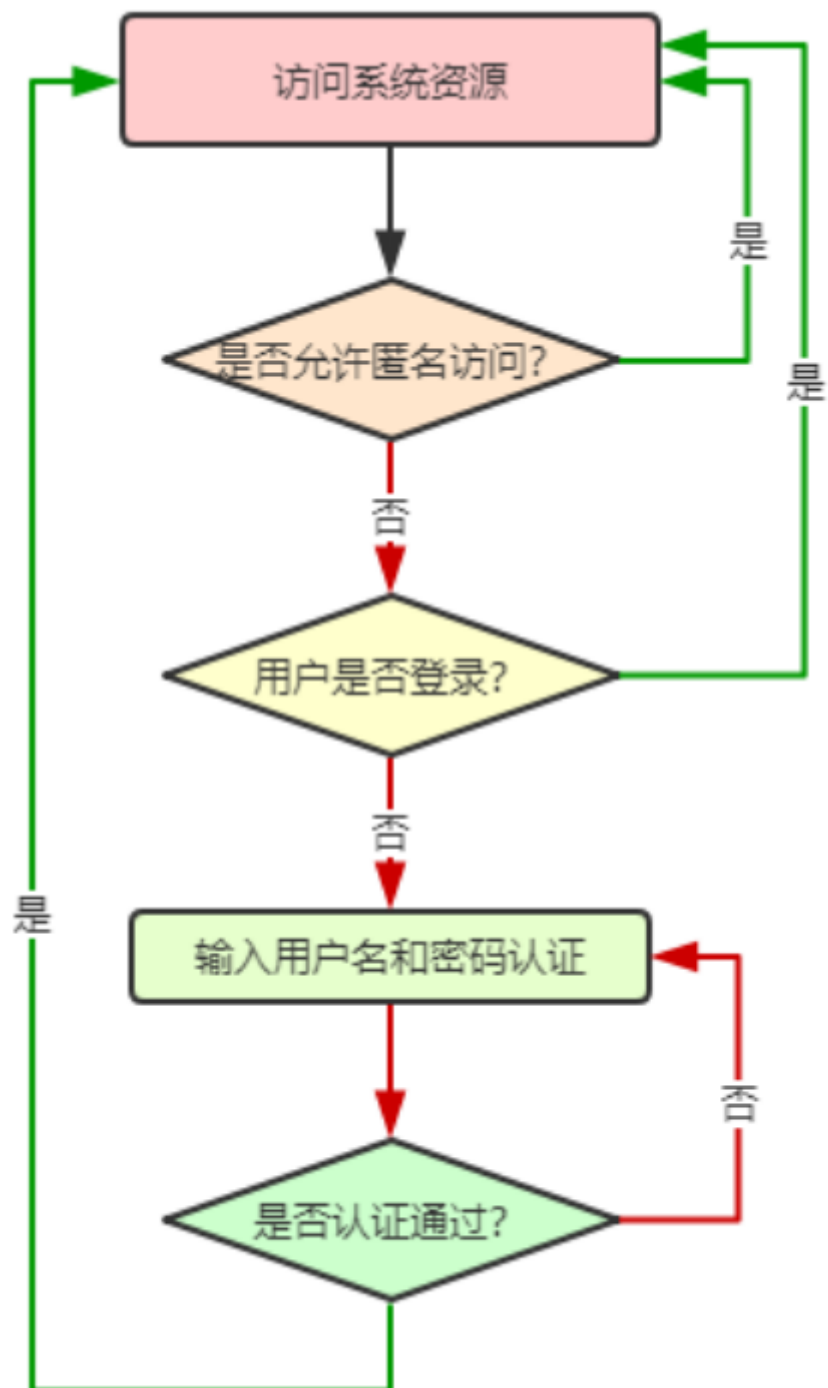 访问系统资源
是
是否允许匿名访问?
是
否
用户是否登录?
否
是
输入用户名和密码认证
否
是否认证通过?